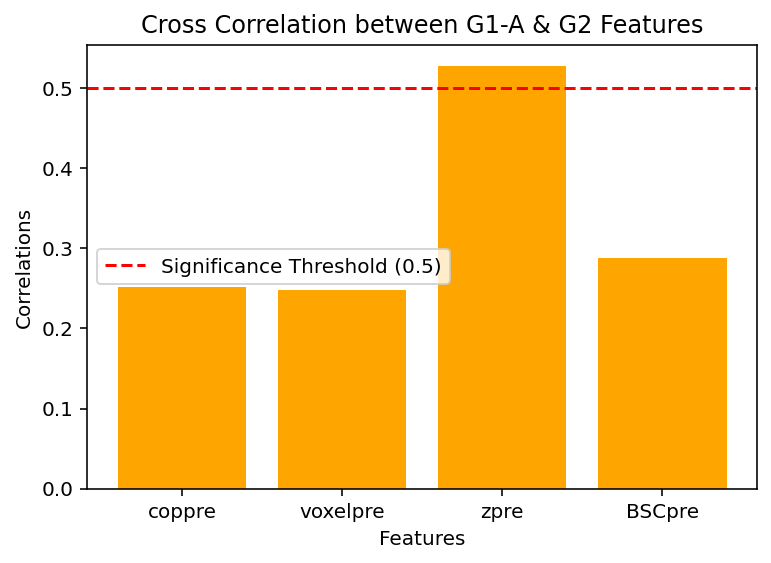 Cross Correlation between G1-A & G2 Features
Correlations
0.5
0.4
0.3
0.2
0.1
0.0
Significance Threshold (0.5)
coppre
voxelpre
zpre
BSCpre
Features